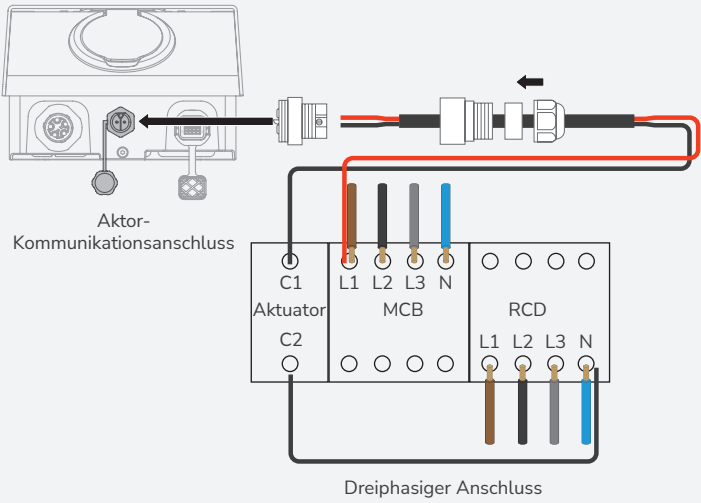 Aktor-
Kommunikationsanschluss
C1 L1 L2 L3 N
Aktuator MCB RCD
C2 L1 L2 L3 N
Dreiphasiger Anschluss